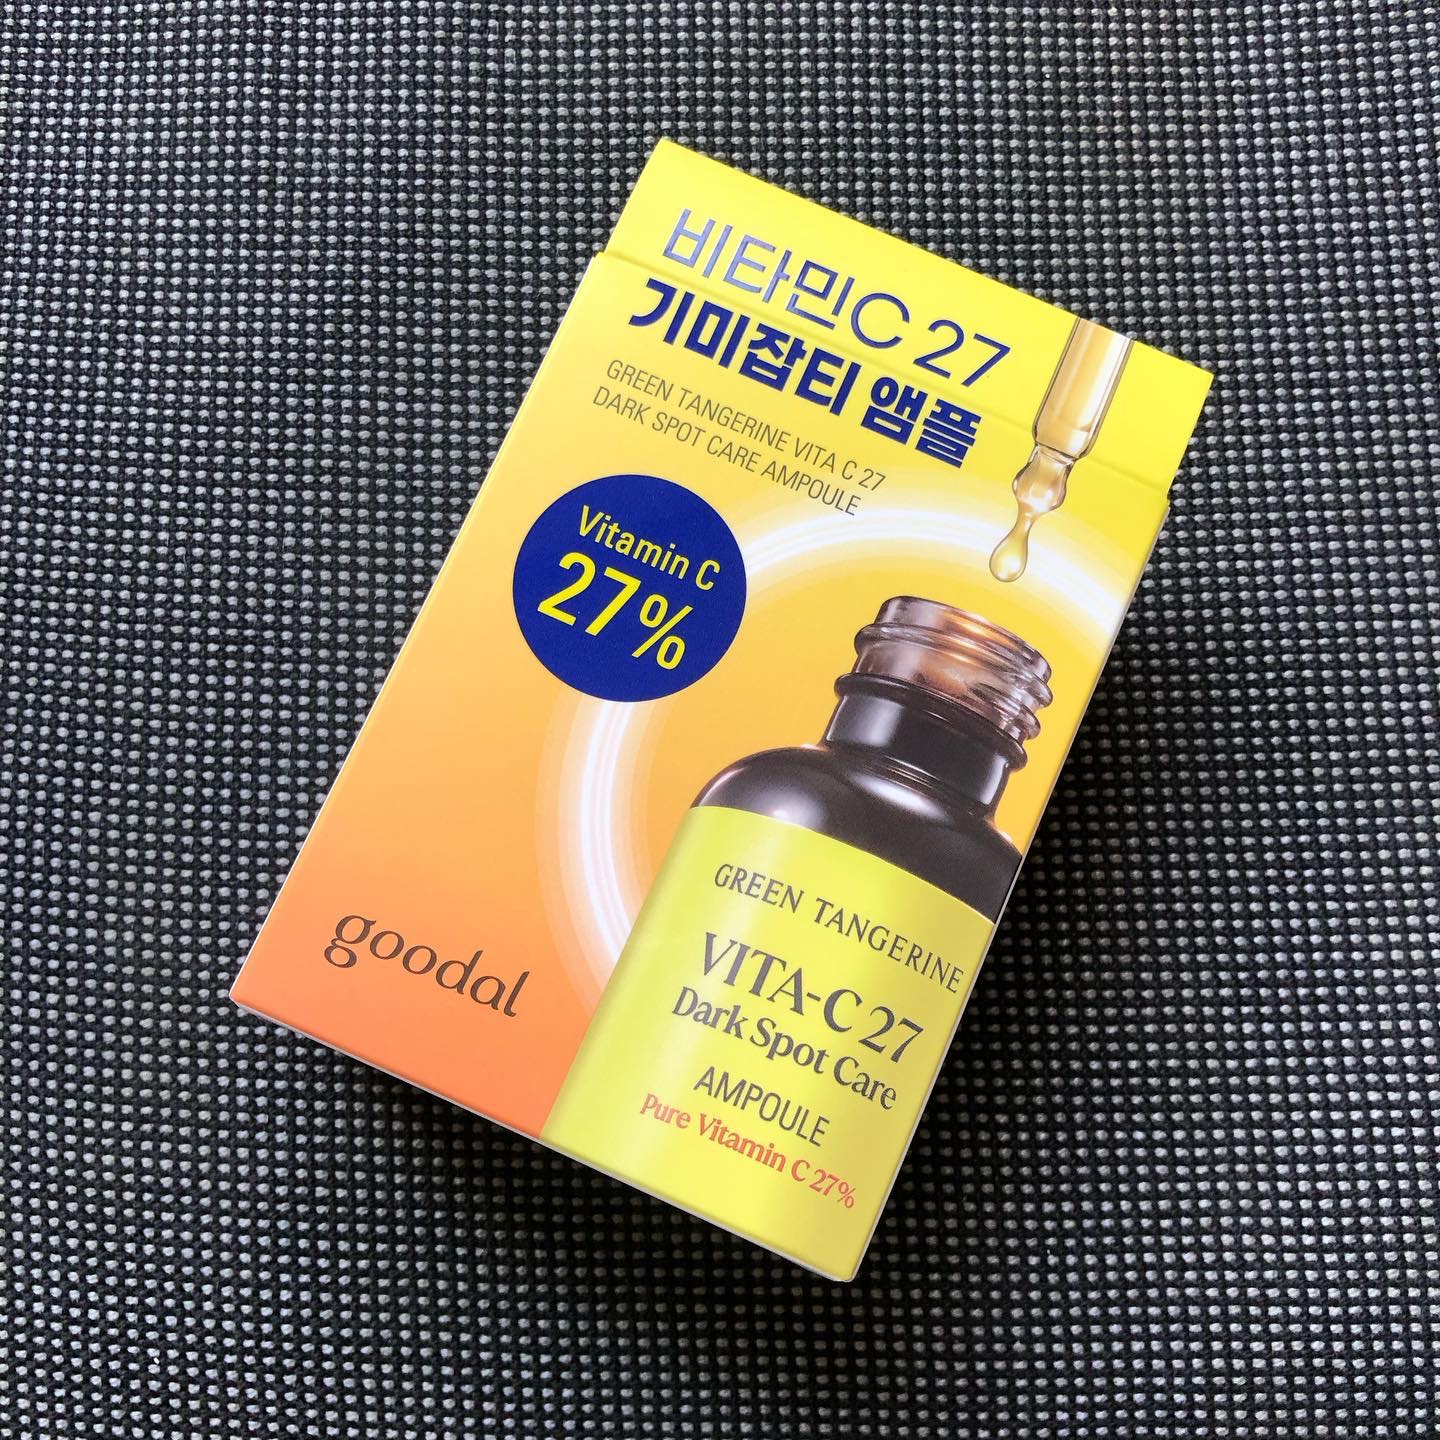 비타민C 27
기미잡티 앰플
GREEN TANGERINE VITA C 27
DARK SPOT CARE AMPOULE
Vitamin C
27%
GREEN TANGERINE
VITA-C 27
Dark Spot Care
AMPOULE
Pure Vitamin C 27%
goodal